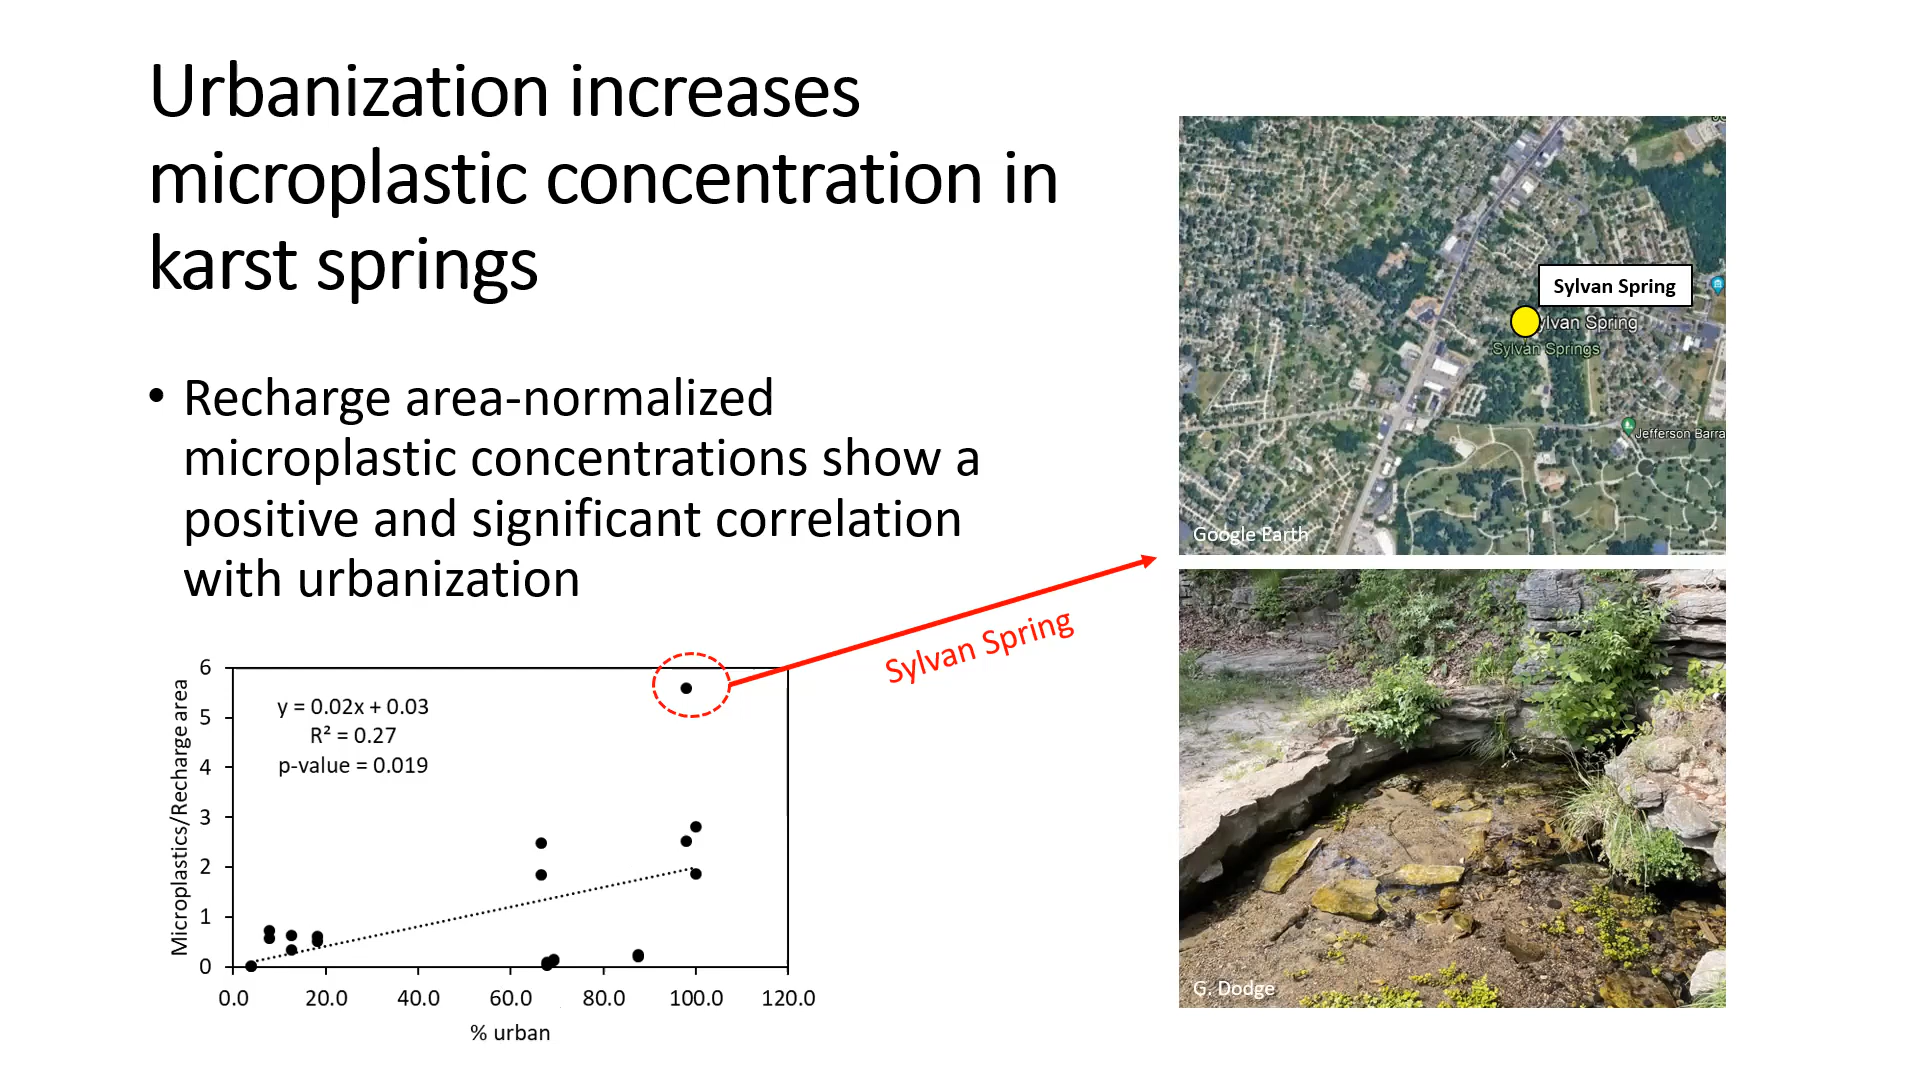 Urbanization increases
microplastic concentration in
karst springs
• Recharge area-normalized
microplastic concentrations show a
positive and significant correlation
with urbanization
6
5
4
3
2
1
0
Microplastics/Recharge area
y = 0.02x + 0.03
R² = 0.27
p-value = 0.019
0.0 20.0 40.0 60.0 80.0 100.0 120.0
% urban
Sylvan Spring
Sylvan Spring
ylvan Spring
Sylvan Springs
Jefferson Barra
Google Earth
G. Dodge